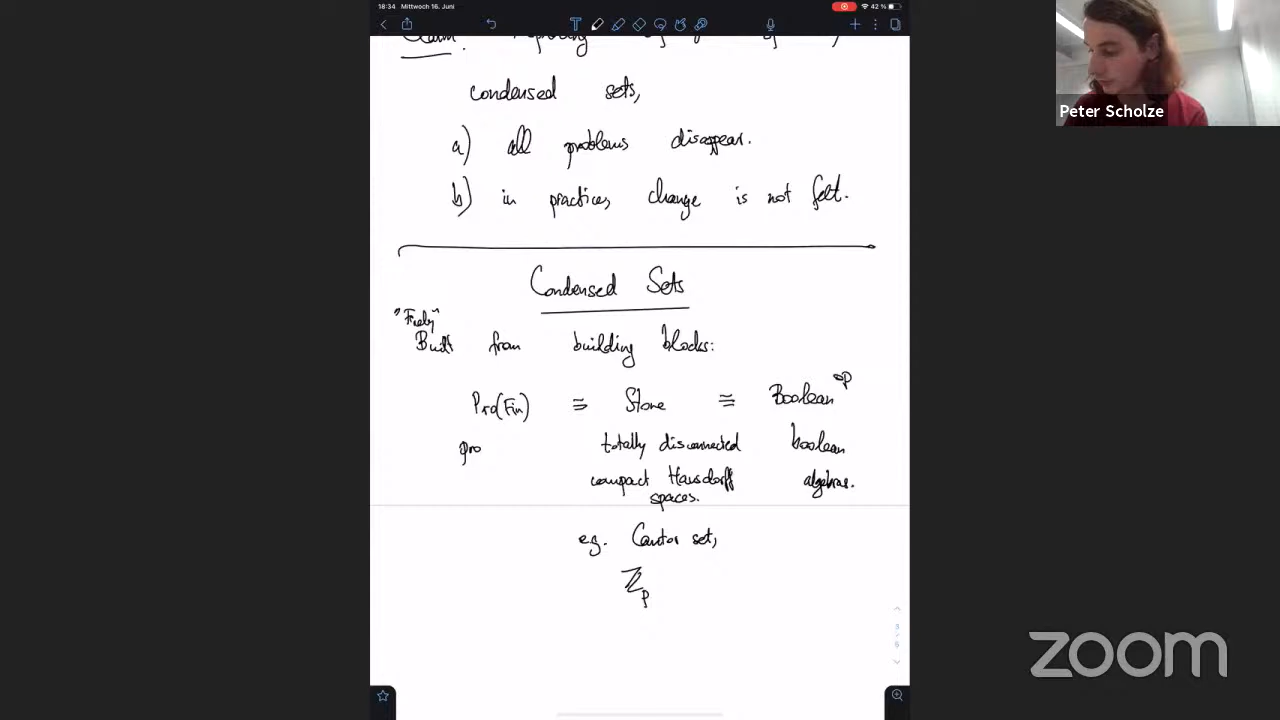 18:34 Mittwoch 16. Juni
42 %
condensed sets,
a) all problems disappear.
b) in practice, change is not felt.
Condensed Sets
"Freely"
Built from building blocks:
Pro(Fin) ≅ Stone ≅ Boolean^op
pro totally disconnected boolean
compact Hausdorff algebras.
spaces.
e.g. Cantor set,
ℤ_p
Peter Scholze
zoom